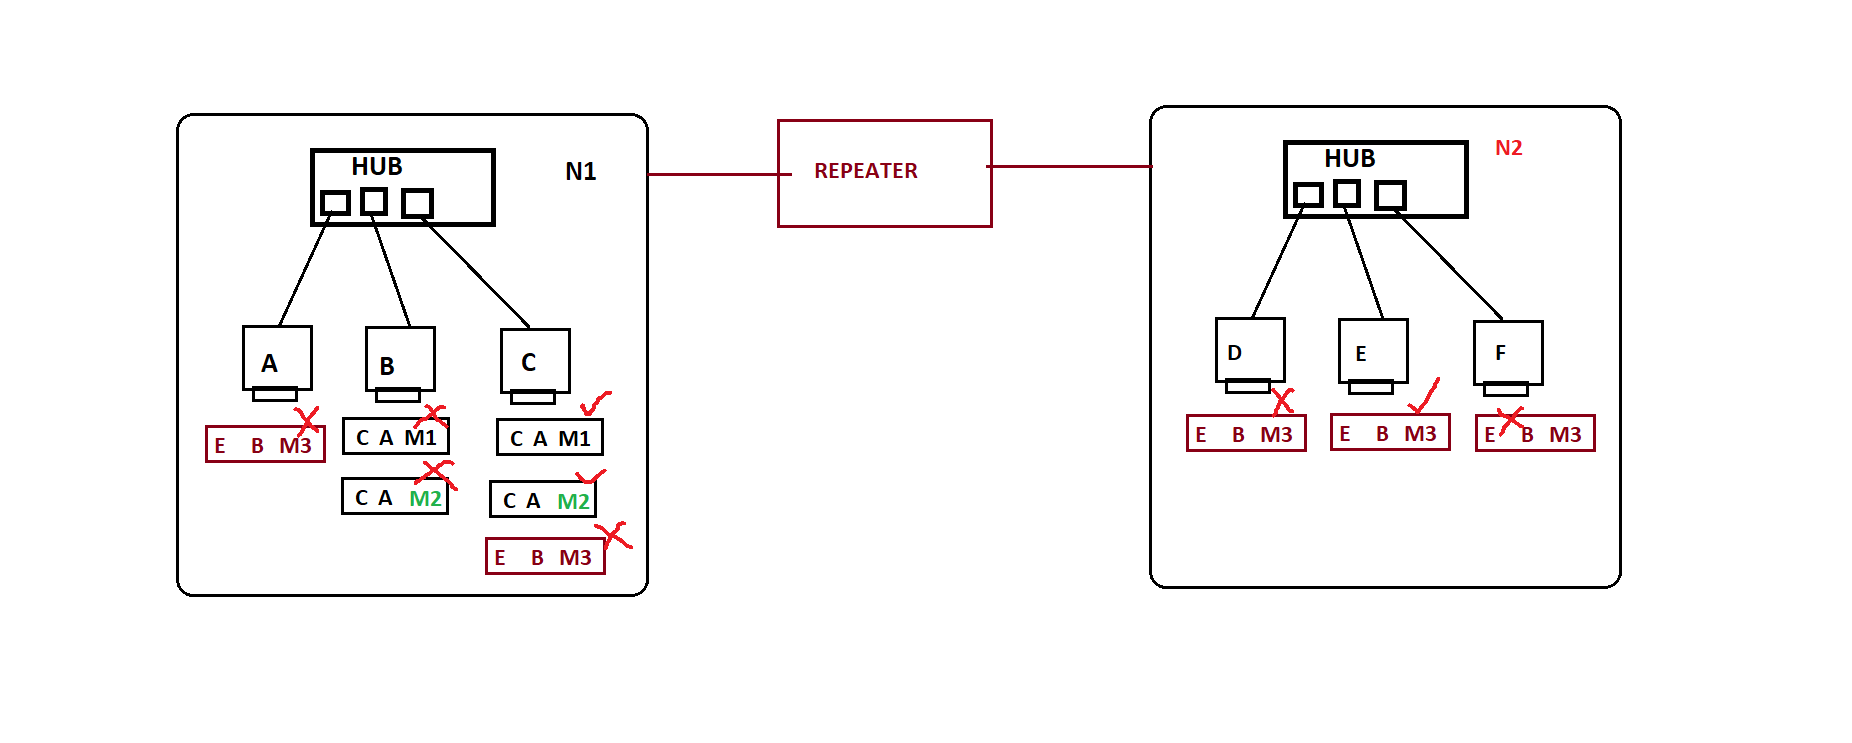 HUB
N1
A
B
C
E B M3
C A M1
C A M1
C A M2
C A M2
E B M3
REPEATER
HUB
N2
D
E
F
E B M3
E B M3
E B M3